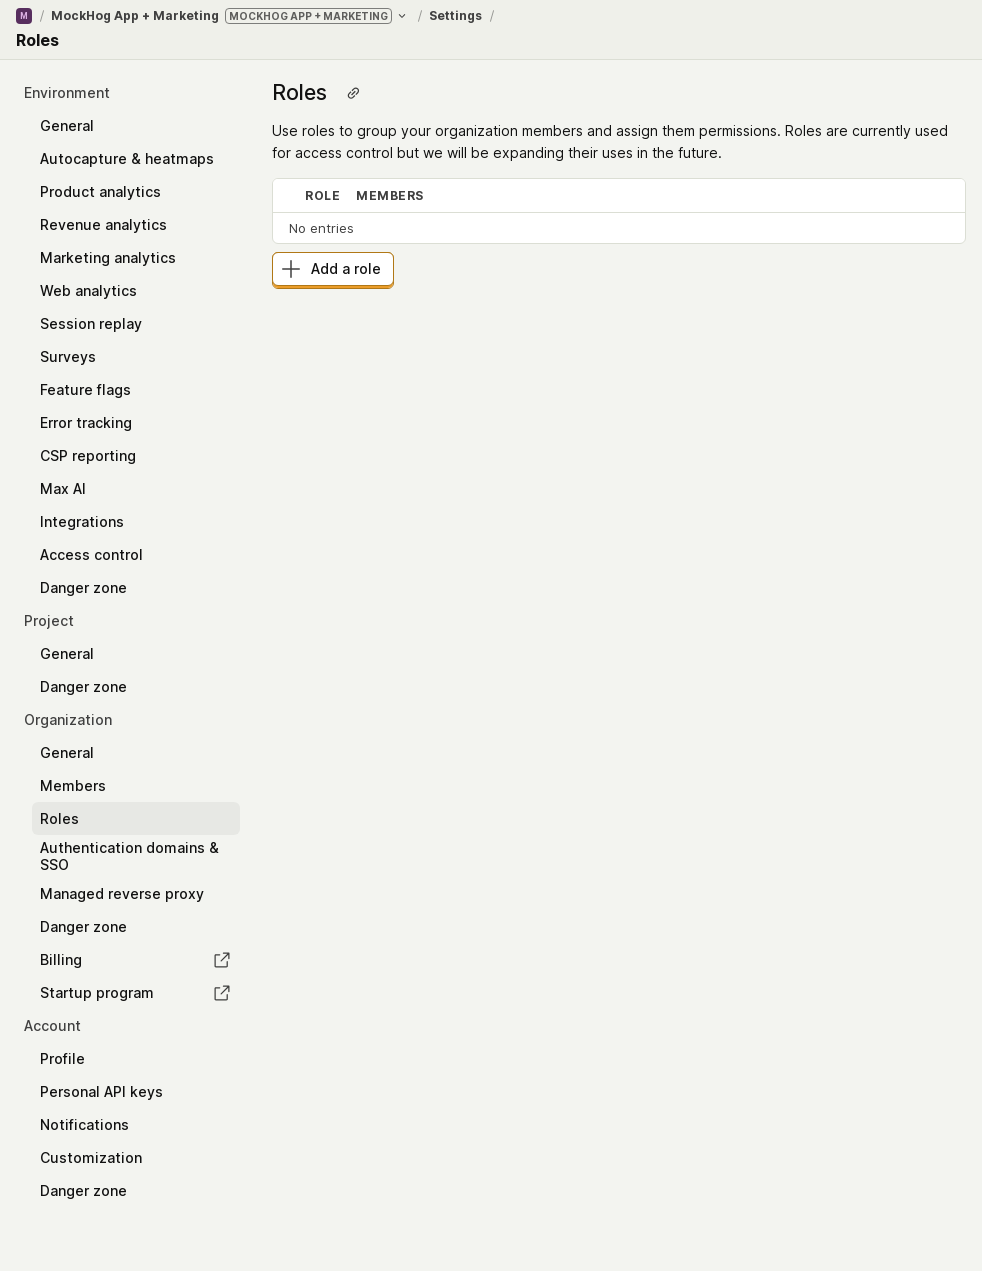 M / MockHog App + Marketing MOCKHOG APP + MARKETING / Settings /
Roles
Environment
General
Autocapture & heatmaps
Product analytics
Revenue analytics
Marketing analytics
Web analytics
Session replay
Surveys
Feature flags
Error tracking
CSP reporting
Max AI
Integrations
Access control
Danger zone
Project
General
Danger zone
Organization
General
Members
Roles
Authentication domains &
SSO
Managed reverse proxy
Danger zone
Billing
Startup program
Account
Profile
Personal API keys
Notifications
Customization
Danger zone
Roles
Use roles to group your organization members and assign them permissions. Roles are currently used
for access control but we will be expanding their uses in the future.
ROLE MEMBERS
No entries
Add a role